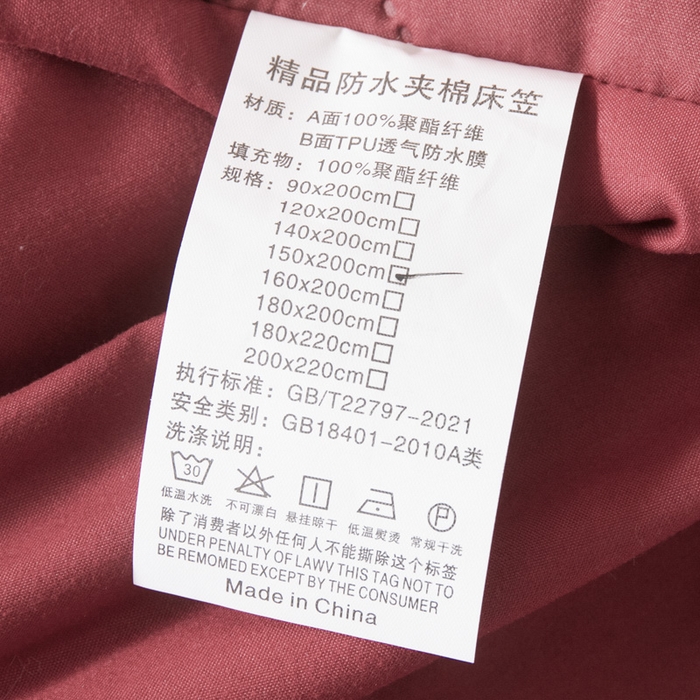 精品防水夹棉床笠
材质：A面100%聚酯纤维
B面TPU透气防水膜
填充物：100%聚酯纤维
规格：90x200cm
120x200cm
140x200cm
150x200cm
160x200cm
180x200cm
180x220cm
200x220cm
执行标准：GB/T22797-2021
安全类别：GB18401-2010A类
洗涤说明：
30 P
低温水洗 不可漂白 悬挂晾干 低温熨烫 常规干洗
除了消费者以外任何人不能撕除这个标签
UNDER PENALTY OF LAWV THIS TAG NOT TO
BE REMOMED EXCEPT BY THE CONSUMER
Made in China